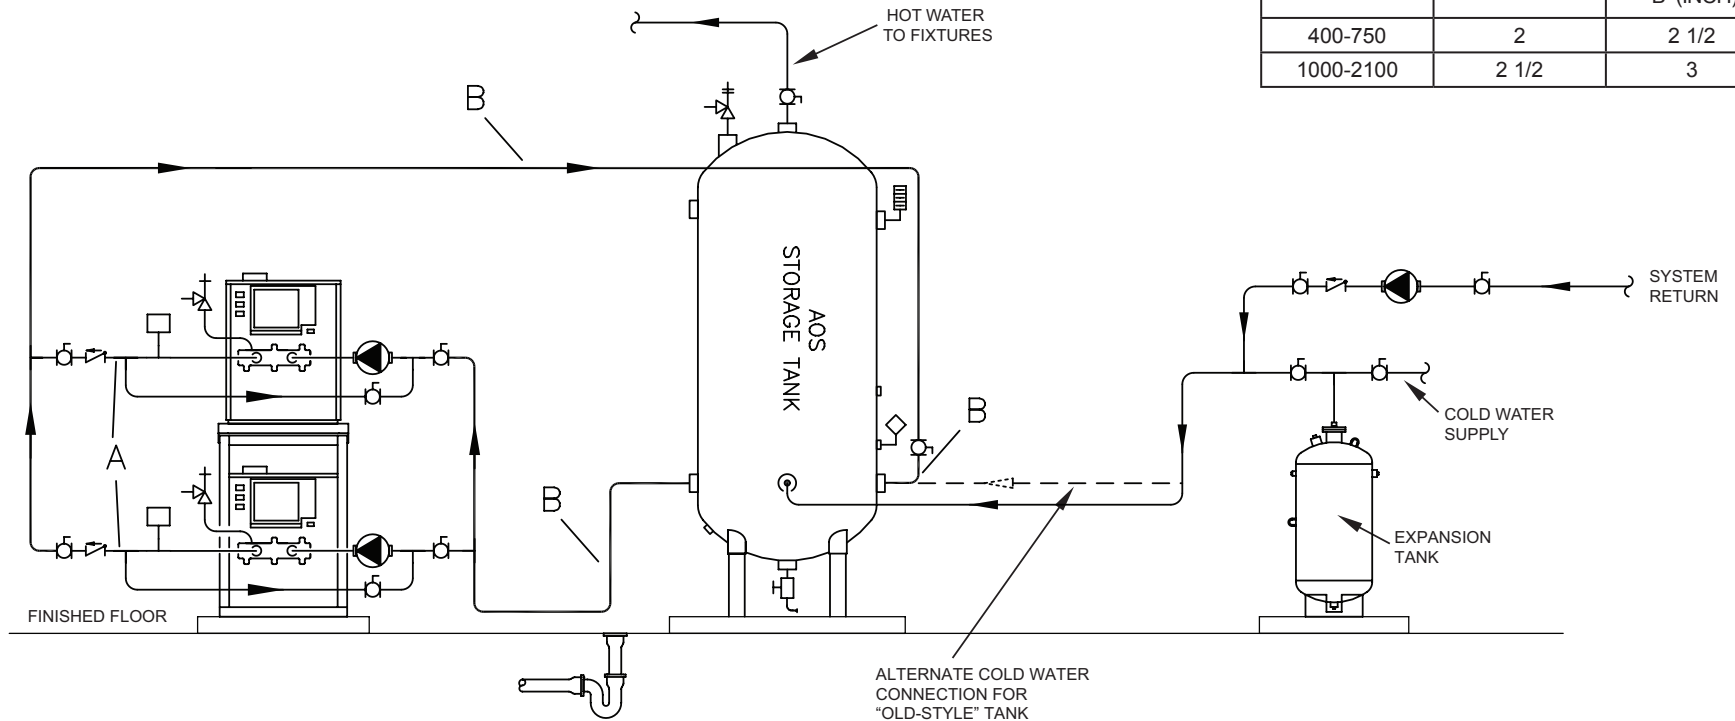 B (INCH)
400-750 2 2 1/2
1000-2100 2 1/2 3
HOT WATER
TO FIXTURES
B
AOS
STORAGE TANK
SYSTEM
RETURN
COLD WATER
SUPPLY
B
A
B
EXPANSION
TANK
FINISHED FLOOR
ALTERNATE COLD WATER
CONNECTION FOR
“OLD-STYLE” TANK